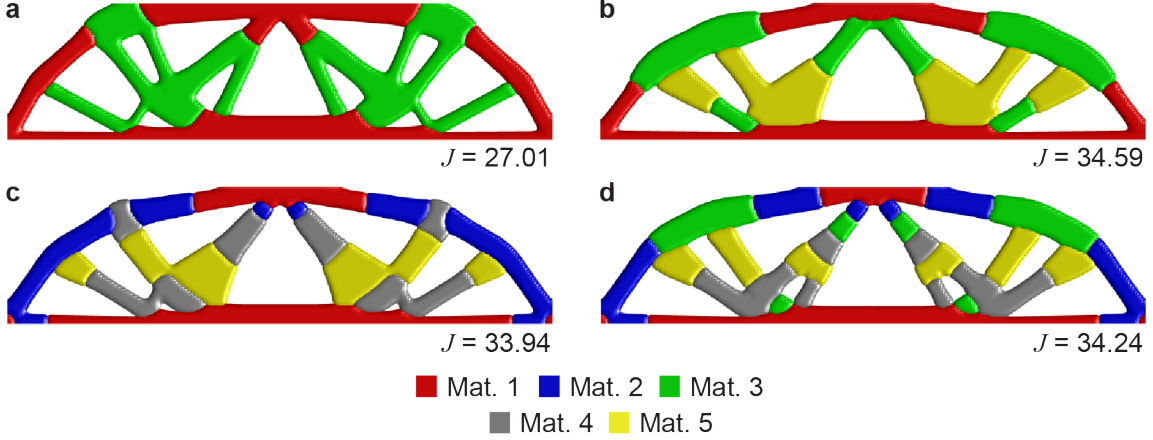 a
b
J = 27.01
J = 34.59
c
d
J = 33.94
J = 34.24
Mat. 1 Mat. 2 Mat. 3
Mat. 4 Mat. 5